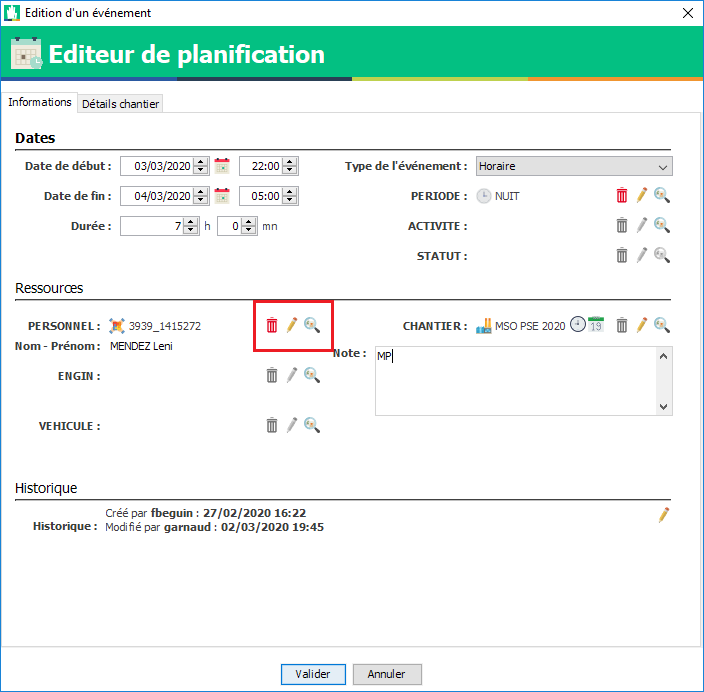 Edition d'un événement
Editeur de planification
Informations Détails chantier
Dates
Date de début : 03/03/2020 22:00 Type de l'événement : Horaire
Date de fin : 04/03/2020 05:00 PERIODE : NUIT
Durée : 7 h 0 mn ACTIVITE :
STATUT :
Ressources
PERSONNEL : 3939_1415272 CHANTIER : MSO PSE 2020 19
Nom - Prénom : MENDEZ Leni
Note : MP
ENGIN :
VEHICULE :
Historique
Créé par fbeguin : 27/02/2020 16:22
Historique : Modifié par garnaud : 02/03/2020 19:45
Valider Annuler